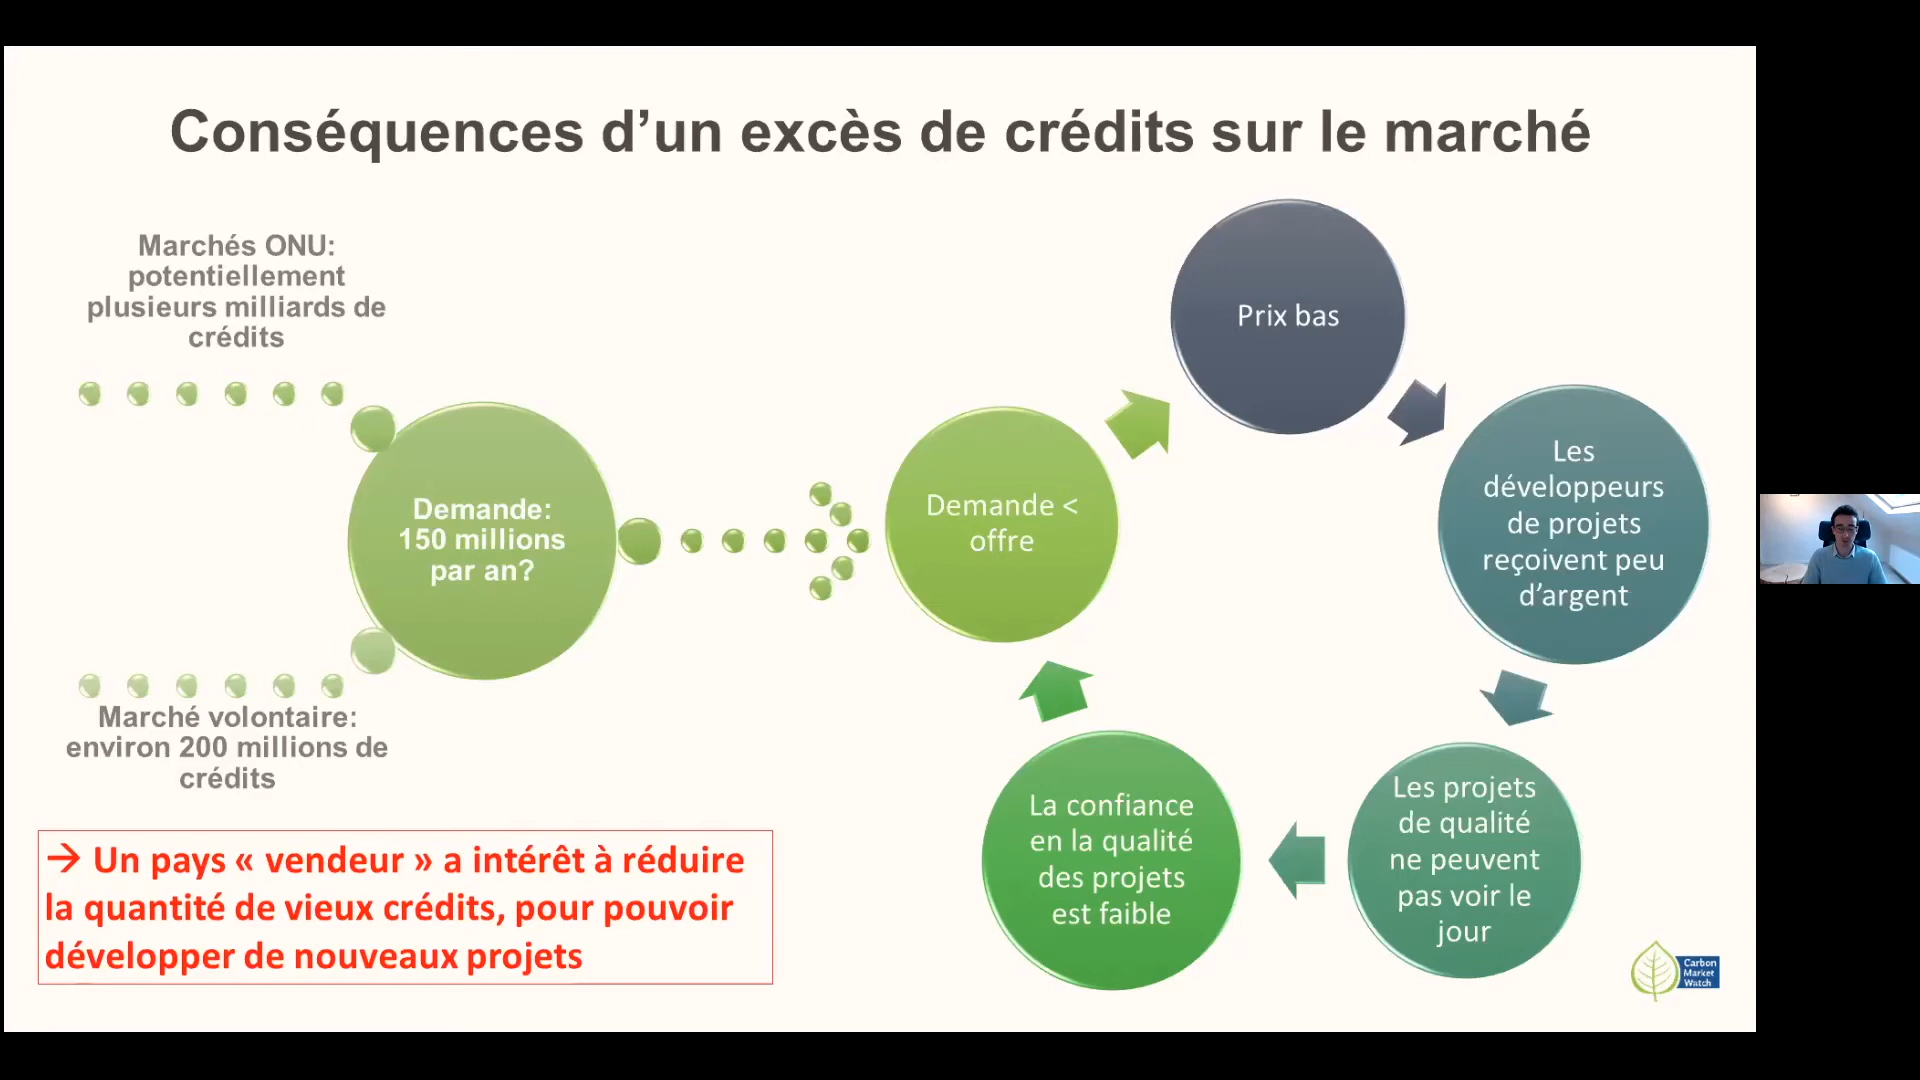 Conséquences d’un excès de crédits sur le marché
Marchés ONU:
potentiellement
plusieurs milliards de
crédits
Demande:
150 millions
par an?
Marché volontaire:
environ 200 millions de
crédits
→ Un pays « vendeur » a intérêt à réduire
la quantité de vieux crédits, pour pouvoir
développer de nouveaux projets
Demande <
offre
Prix bas
Les
développeurs
de projets
reçoivent peu
d’argent
Les projets
de qualité
ne peuvent
pas voir le
jour
La confiance
en la qualité
des projets
est faible
Carbon
Market
Watch